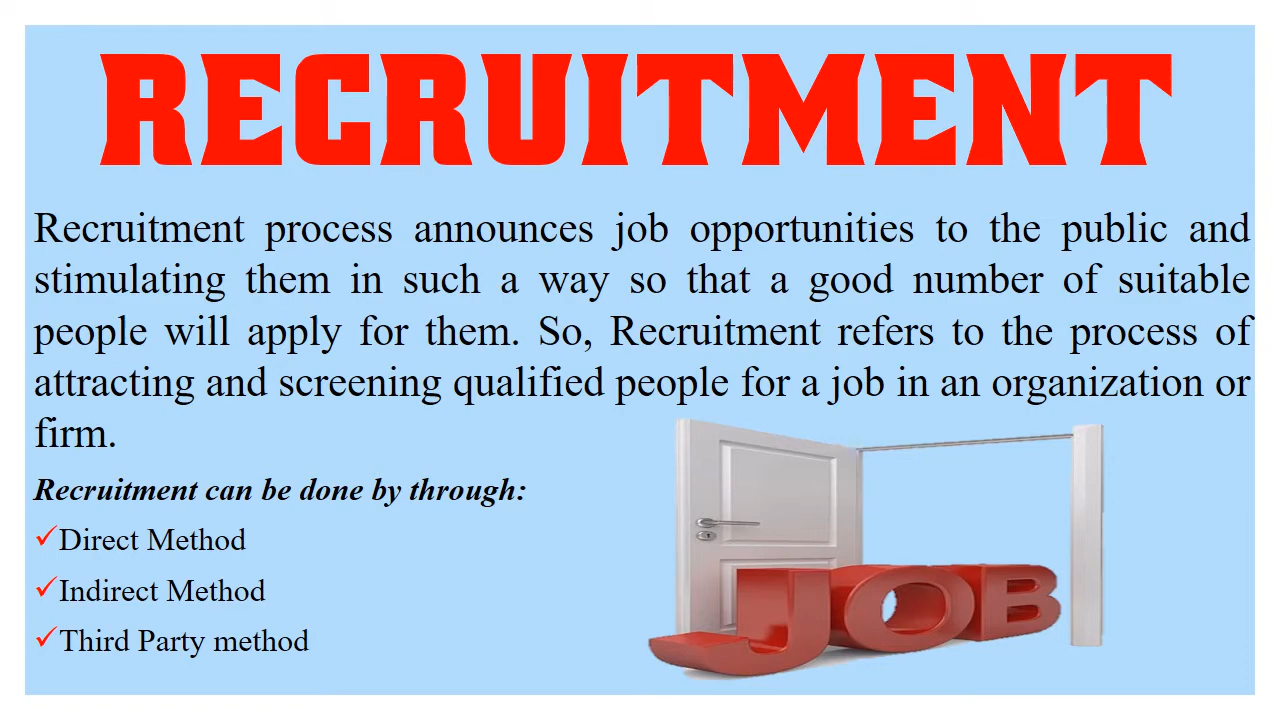 RECRUITMENT
Recruitment process announces job opportunities to the public and
stimulating them in such a way so that a good number of suitable
people will apply for them. So, Recruitment refers to the process of
attracting and screening qualified people for a job in an organization or
firm.
Recruitment can be done by through:
✓Direct Method
✓Indirect Method
✓Third Party method
JOB